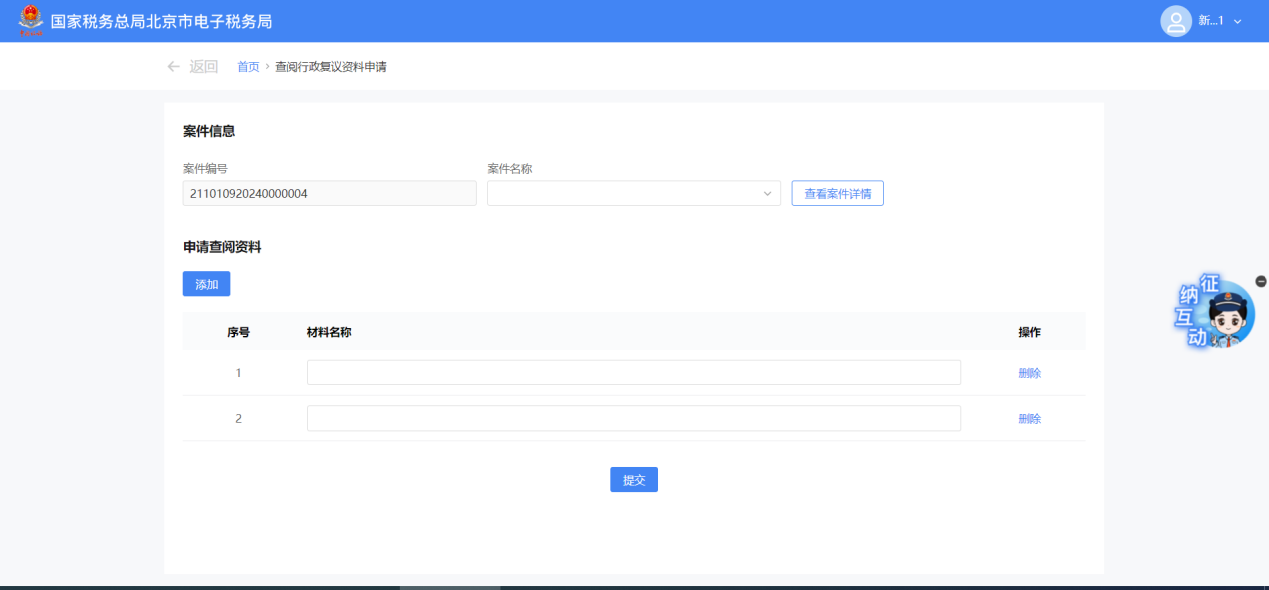 国家税务总局北京市电子税务局
新...1
返回 首页 > 查阅行政复议资料申请
案件信息
案件编号 案件名称
211010920240000004 查看案件详情
申请查阅资料
添加
征纳互动
序号 材料名称 操作
1 删除
2 删除
提交